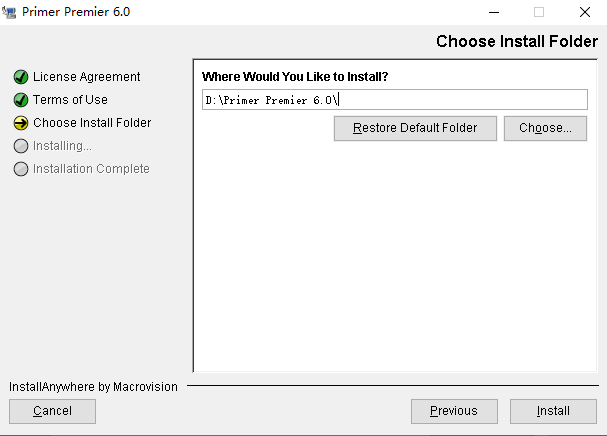 Primer Premier 6.0
Choose Install Folder
License Agreement
Terms of Use
Choose Install Folder
Installing...
Installation Complete
Where Would You Like to Install?
D:\Primer Premier 6.0\
Restore Default Folder
Choose...
InstallAnywhere by Macrovision
Cancel
Previous
Install